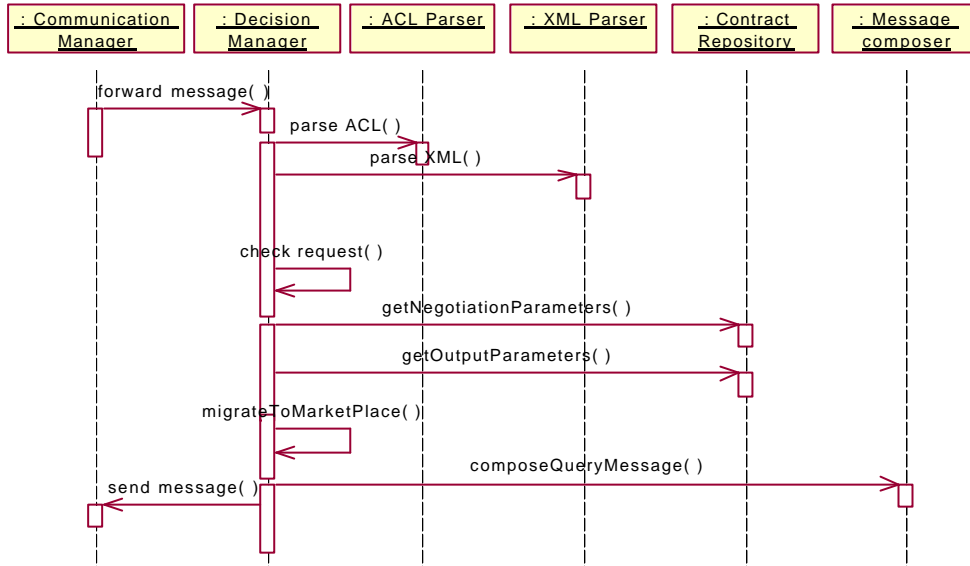 : Communication
Manager
: Decision
Manager
: ACL Parser
: XML Parser
: Contract
Repository
: Message
composer
forward message( )
parse ACL( )
parse XML( )
check request( )
getNegotiationParameters( )
getOutputParameters( )
migrateToMarketPlace( )
composeQueryMessage( )
send message( )